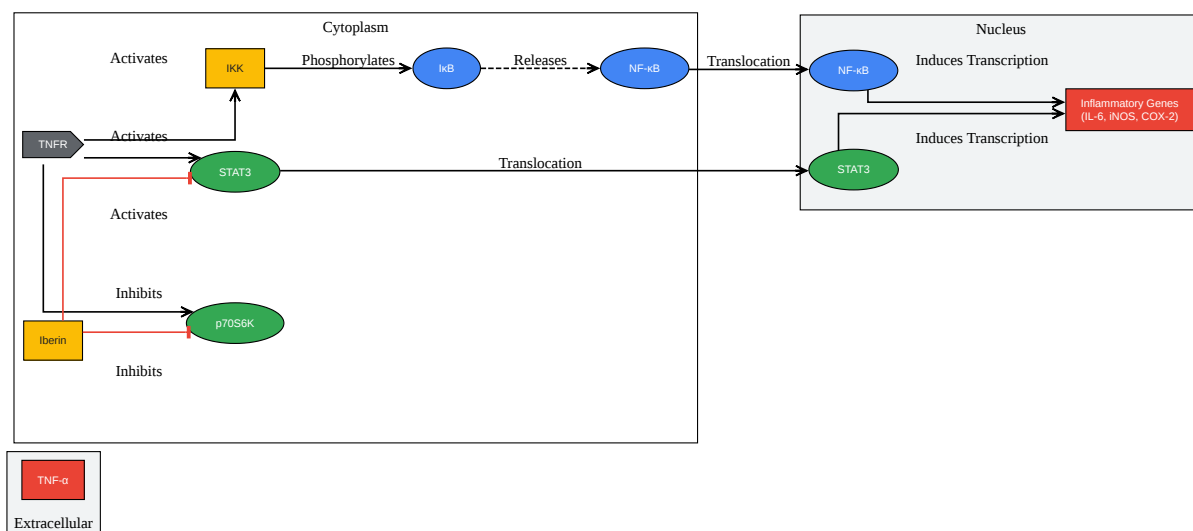 Cytoplasm
Nucleus
Activates
IKK
Phosphorylates
IκB
Releases
NF-κB
Translocation
NF-κB
Induces Transcription
Inflammatory Genes
(IL-6, iNOS, COX-2)
TNFR
Activates
STAT3
Translocation
STAT3
Induces Transcription
Activates
Inhibits
p70S6K
Iberin
Inhibits
TNF-α
Extracellular